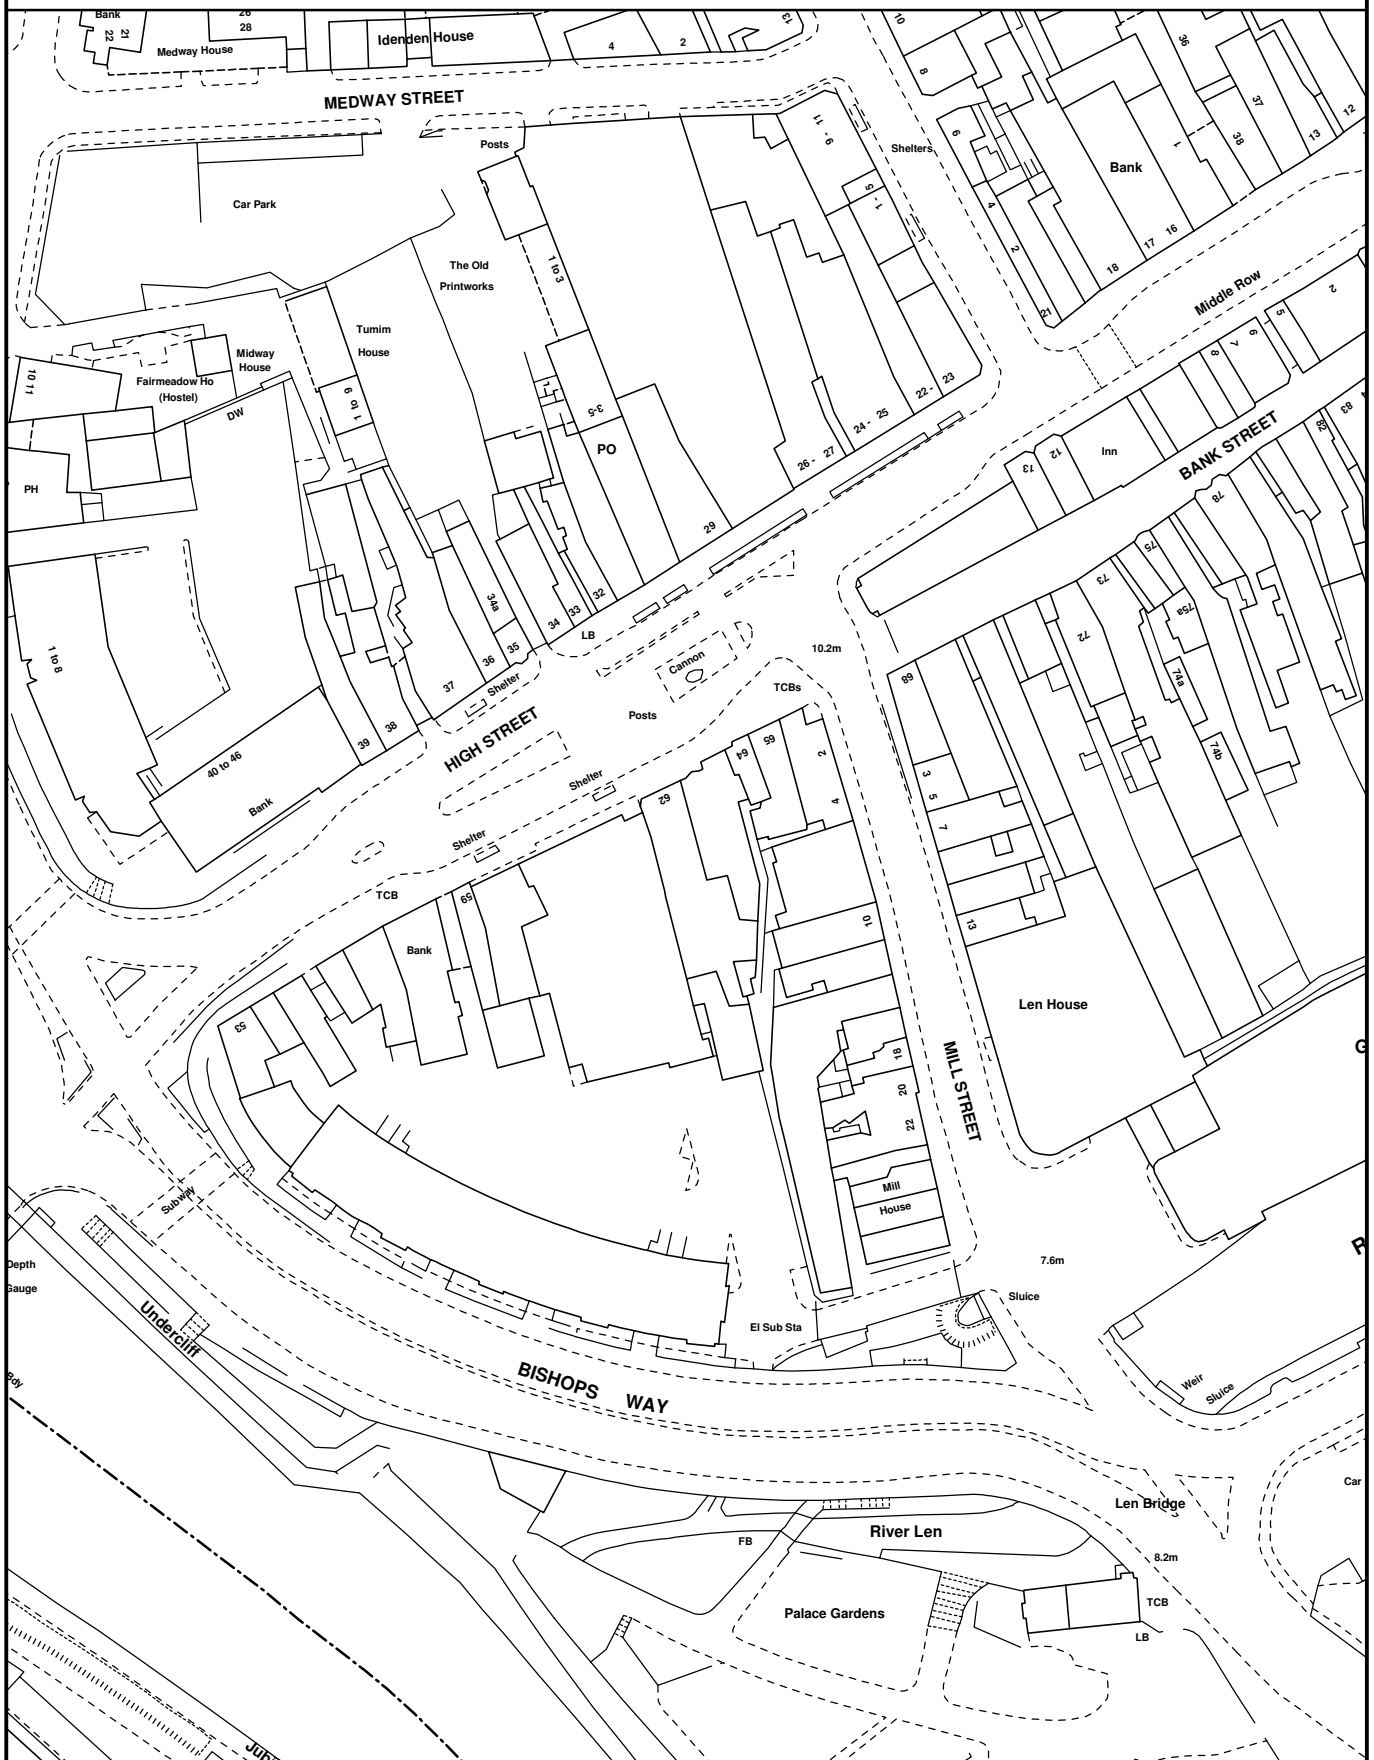 Bank
22
21
26
28
Medway House
Idenden House
4
2
13
10
8
36
37
38
1
13
12
MEDWAY STREET
Posts
11 - 6
Shelters
6
Bank
Car Park
5 - 1
4
2
17
16
18
The Old
Printworks
1 to 3
21
Middle Row
2
5
Tumim
House
Midway
House
6
7
8
10 11
Fairmeadow Ho
(Hostel)
1 to 9
DW
3-5
22 - 23
24 - 25
83
82
BANK STREET
PO
26 - 27
Inn
12
73
PH
78
29
75
73
75a
34a
32
33
34
LB
72
1 to 8
35
36
10.2m
Cannon
74a
37
Shelter
TCBs
68
Posts
38
39
HIGH STREET
65
64
2
74b
40 to 46
Bank
Shelter
62
4
3
5
7
Shelter
TCB
59
10
13
Bank
Len House
53
18
MILL STREET
G
20
22
Mill
House
Subway
R
Depth
Gauge
7.6m
Sluice
Undercliff
El Sub Sta
BISHOPS WAY
Weir
Sluice
Bdy
Car
Len Bridge
River Len
FB
8.2m
TCB
Palace Gardens
LB
Jub